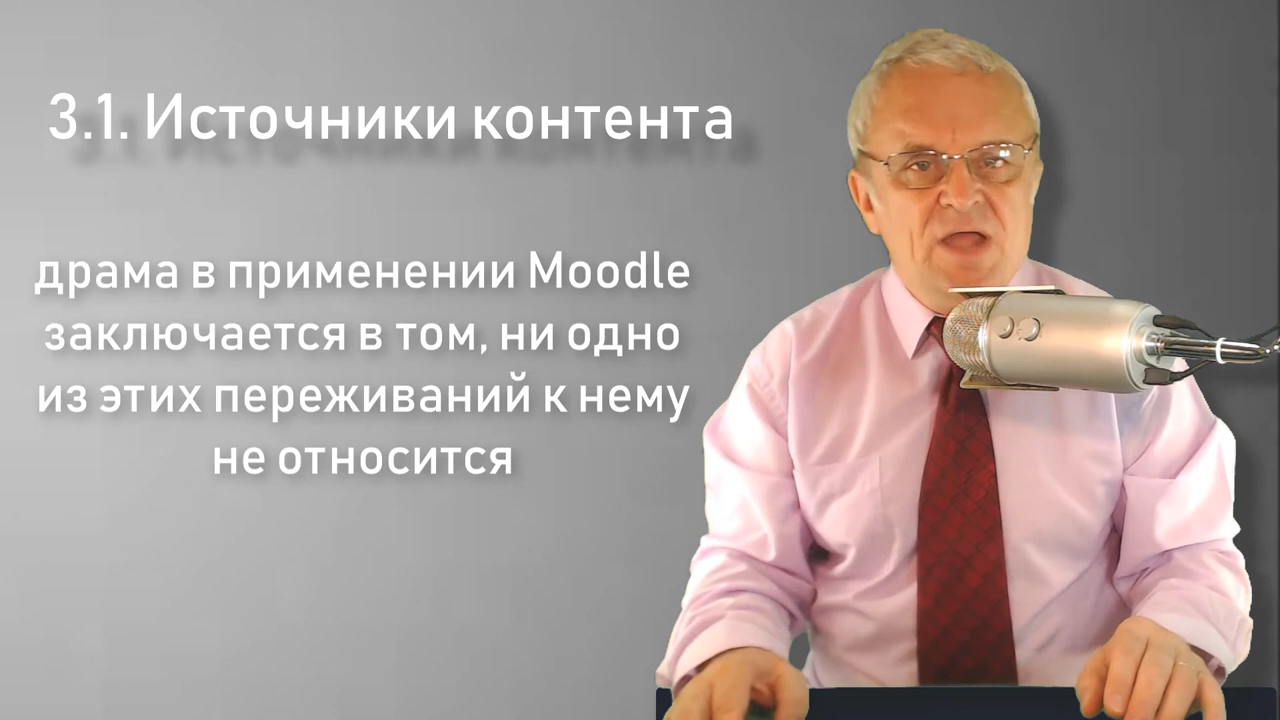 3.1. Источники контента
драма в применении Moodle
заключается в том, ни одно
из этих переживаний к нему
не относится